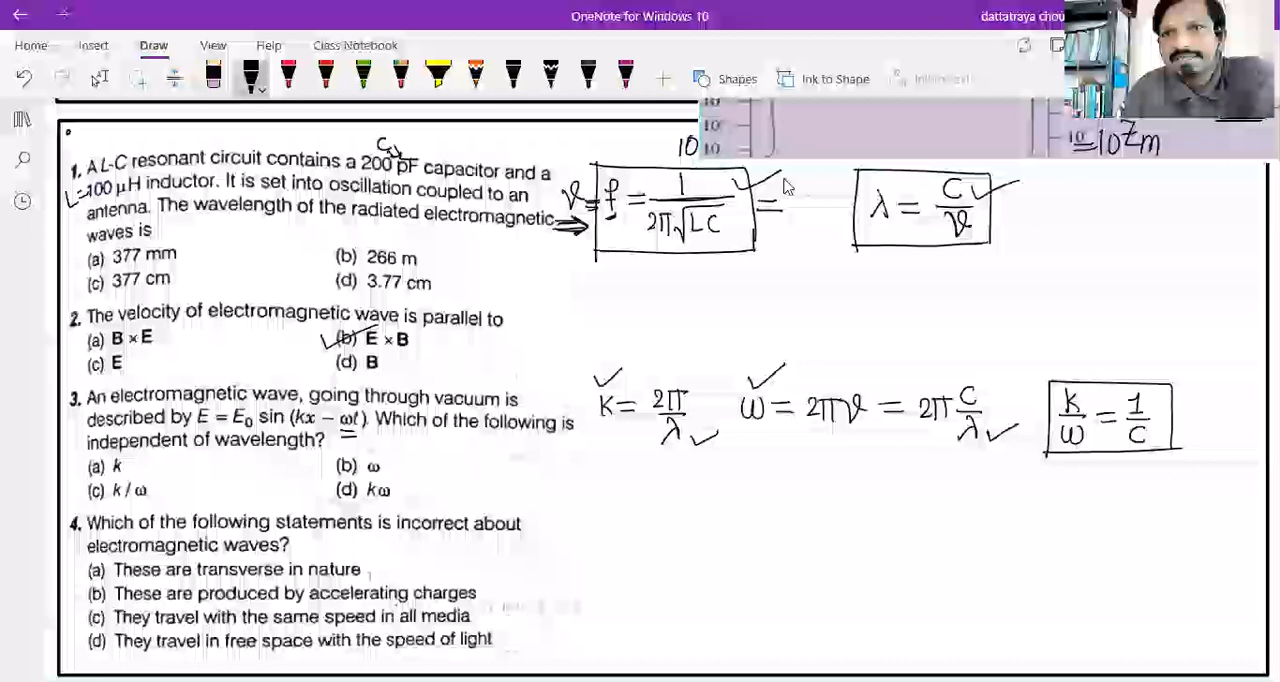 OneNote for Windows 10
dattatraya chou
Home Insert Draw View Help Class Notebook
Shapes Ink to Shape
10
10
10
10
10
= 10 Zm
1. A L-C resonant circuit contains a 200 pF capacitor and a
100 μH inductor. It is set into oscillation coupled to an
antenna. The wavelength of the radiated electromagnetic
waves is
(a) 377 mm (b) 266 m
(c) 377 cm (d) 3.77 cm
C
L=
ν = f = 1 / 2π√LC =
λ = C / ν
2. The velocity of electromagnetic wave is parallel to
(a) B × E (b) E × B
(c) E (d) B
3. An electromagnetic wave, going through vacuum is
described by E = E₀ sin (kx − ωt). Which of the following is
independent of wavelength?
(a) k (b) ω
(c) k / ω (d) kω
K = 2π / λ ω = 2πν = 2π C / λ K / ω = 1 / C
4. Which of the following statements is incorrect about
electromagnetic waves?
(a) These are transverse in nature
(b) These are produced by accelerating charges
(c) They travel with the same speed in all media
(d) They travel in free space with the speed of light